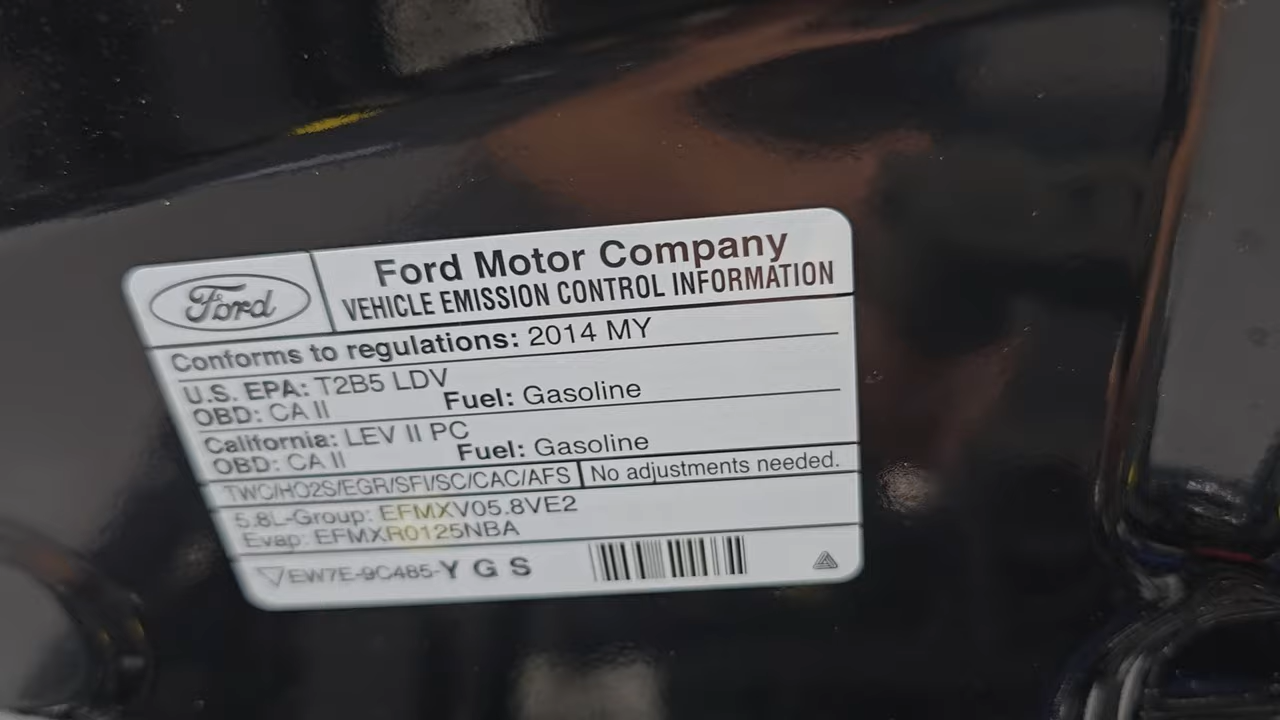 Ford
Ford Motor Company
VEHICLE EMISSION CONTROL INFORMATION
Conforms to regulations: 2014 MY
U.S. EPA: T2B5 LDV
OBD: CA II Fuel: Gasoline
California: LEV II PC
OBD: CA II Fuel: Gasoline
TWC/HO2S/EGR/SFI/SC/CAC/AFS No adjustments needed.
5.8L-Group: EFMXV05.8VE2
Evap: EFMXR0125NBA
EW7E-9C485-Y G S